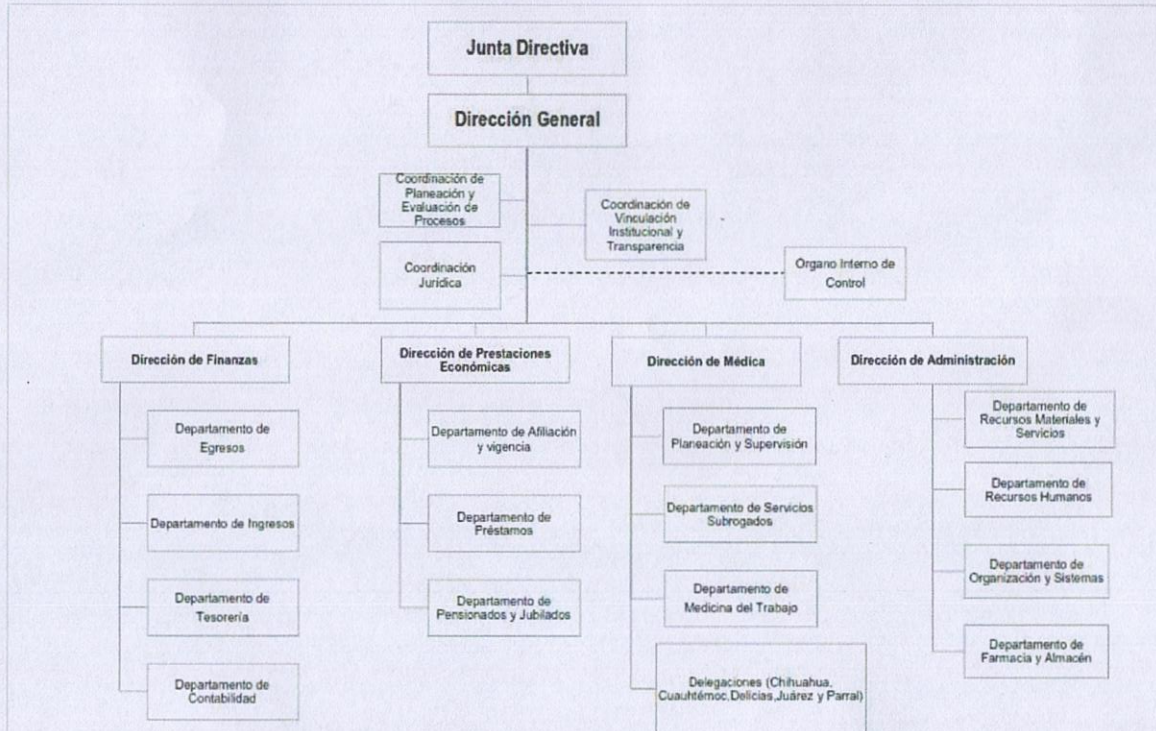 Junta Directiva
Dirección General
Coordinación de
Planeación y
Evaluación de
Procesos
Coordinación de
Vinculación
Institucional y
Transparencia
Coordinación
Jurídica
Organo Interno de
Control
Dirección de Finanzas
Dirección de Prestaciones
Económicas
Dirección de Médica
Dirección de Administración
Departamento de
Egresos
Departamento de Ingresos
Departamento de
Tesorería
Departamento de
Contabilidad
Departamento de Afiliación
y vigencia
Departamento de
Préstamos
Departamento de
Pensionados y Jubilados
Departamento de
Planeación y Supervisión
Departamento de Servicios
Subrogados
Departamento de
Medicina del Trabajo
Delegaciones (Chihuahua,
Cuauhtémoc,Delicias,Juárez y Parral)
Departamento de
Recursos Materiales y
Servicios
Departamento de
Recursos Humanos
Departamento de
Organización y Sistemas
Departamento de
Farmacia y Almacén